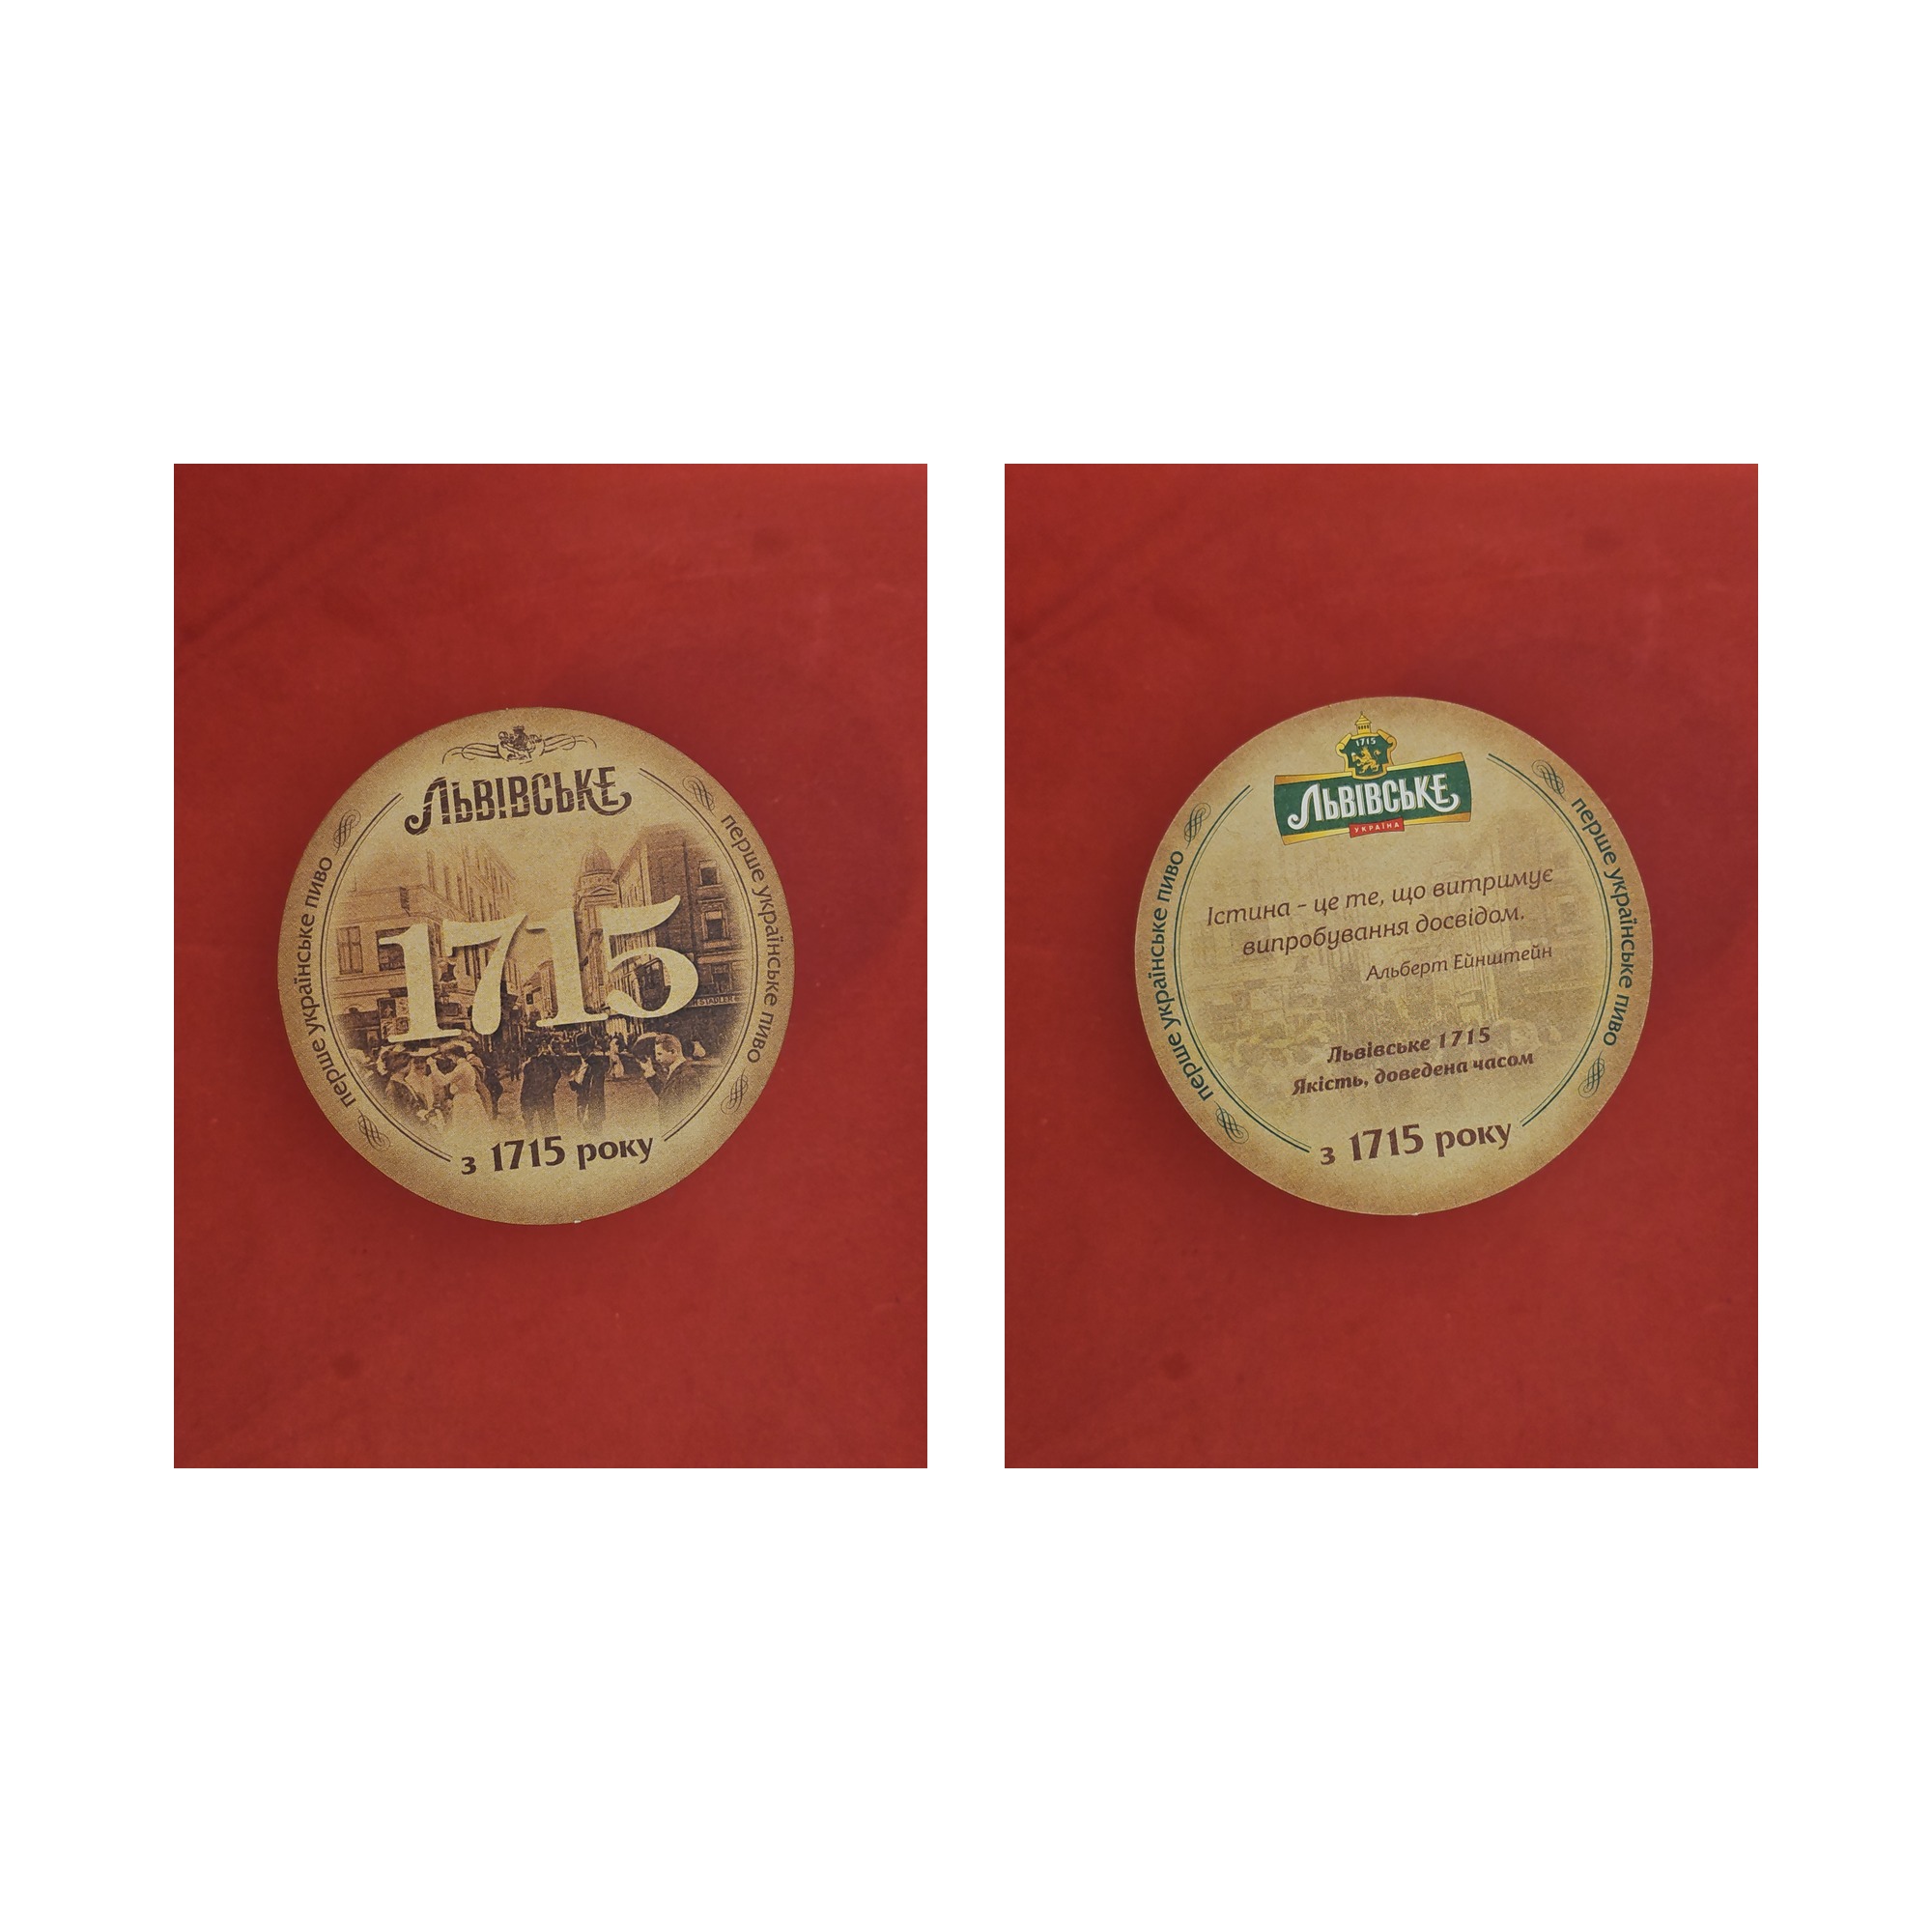 ЛЬВІВСЬКЕ
перше українське пиво
1715
перше українське пиво
з 1715 року
1715
ЛЬВІВСЬКЕ
УКРАЇНА
перше українське пиво
Істина - це те, що витримує
випробування досвідом.
Альберт Ейнштейн
Львівське 1715
Якість, доведена часом
перше українське пиво
з 1715 року